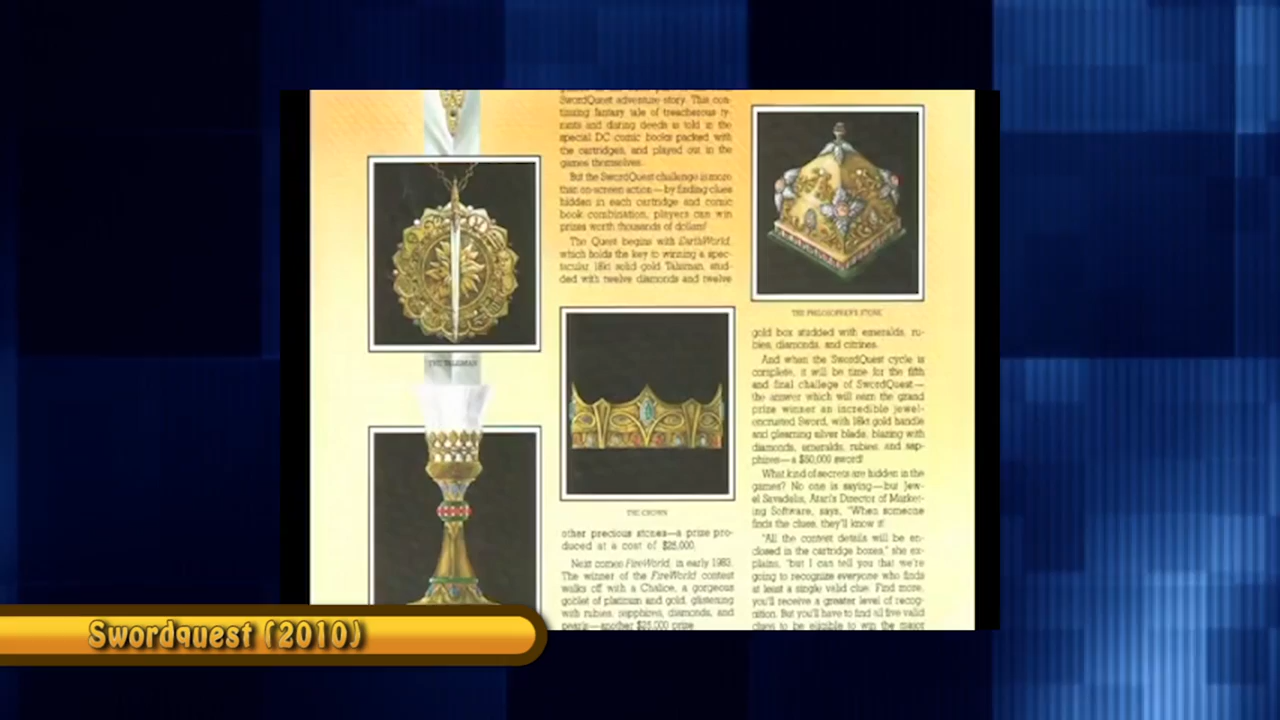 SwordQuest adventure story. This con-
tinuing fantasy tale of treacherous ty-
rants and daring deeds is told in the
special DC comic books packed with
the cartridges, and played out in the
games themselves.
But the SwordQuest challenge is more
than on-screen action—by finding clues
hidden in each cartridge and comic
book combination, players can win
prizes worth thousands of dollars!
The Quest begins with EarthWorld,
which holds the key to winning a spec-
tacular 18kt solid gold Talisman, stud-
ded with twelve diamonds and twelve
THE TALISMAN
THE CROWN
other precious stones—a prize pro-
duced at a cost of $25,000.
Next comes FireWorld, in early 1983.
The winner of the FireWorld contest
walks off with a Chalice, a gorgeous
goblet of platinum and gold, glistening
with rubies, sapphires, diamonds, and
pearls—another $25,000 prize
THE PHILOSOPHER'S STONE
gold box studded with emeralds, ru-
bies, diamonds, and citrines.
And when the SwordQuest cycle is
complete, it will be time for the fifth
and final challege of SwordQuest—
the answer which will earn the grand
prize winner an incredible jewel-
encrusted Sword, with 18kt gold handle
and gleaming silver blade, blazing with
diamonds, emeralds, rubies, and sap-
phires—a $50,000 sword!
What kind of secrets are hidden in the
games? No one is saying—but Jew-
el Savadelis, Atari's Director of Market-
ing Software, says, "When someone
finds the clues, they'll know it!
"All the contest details will be en-
closed in the cartridge boxes," she ex-
plains, "but I can tell you that we're
going to recognize everyone who finds
at least a single valid clue. Find more,
you'll receive a greater level of recog-
nition. But you'll have to find all five valid
clues to be eligible to win the major
Swordquest (2010)